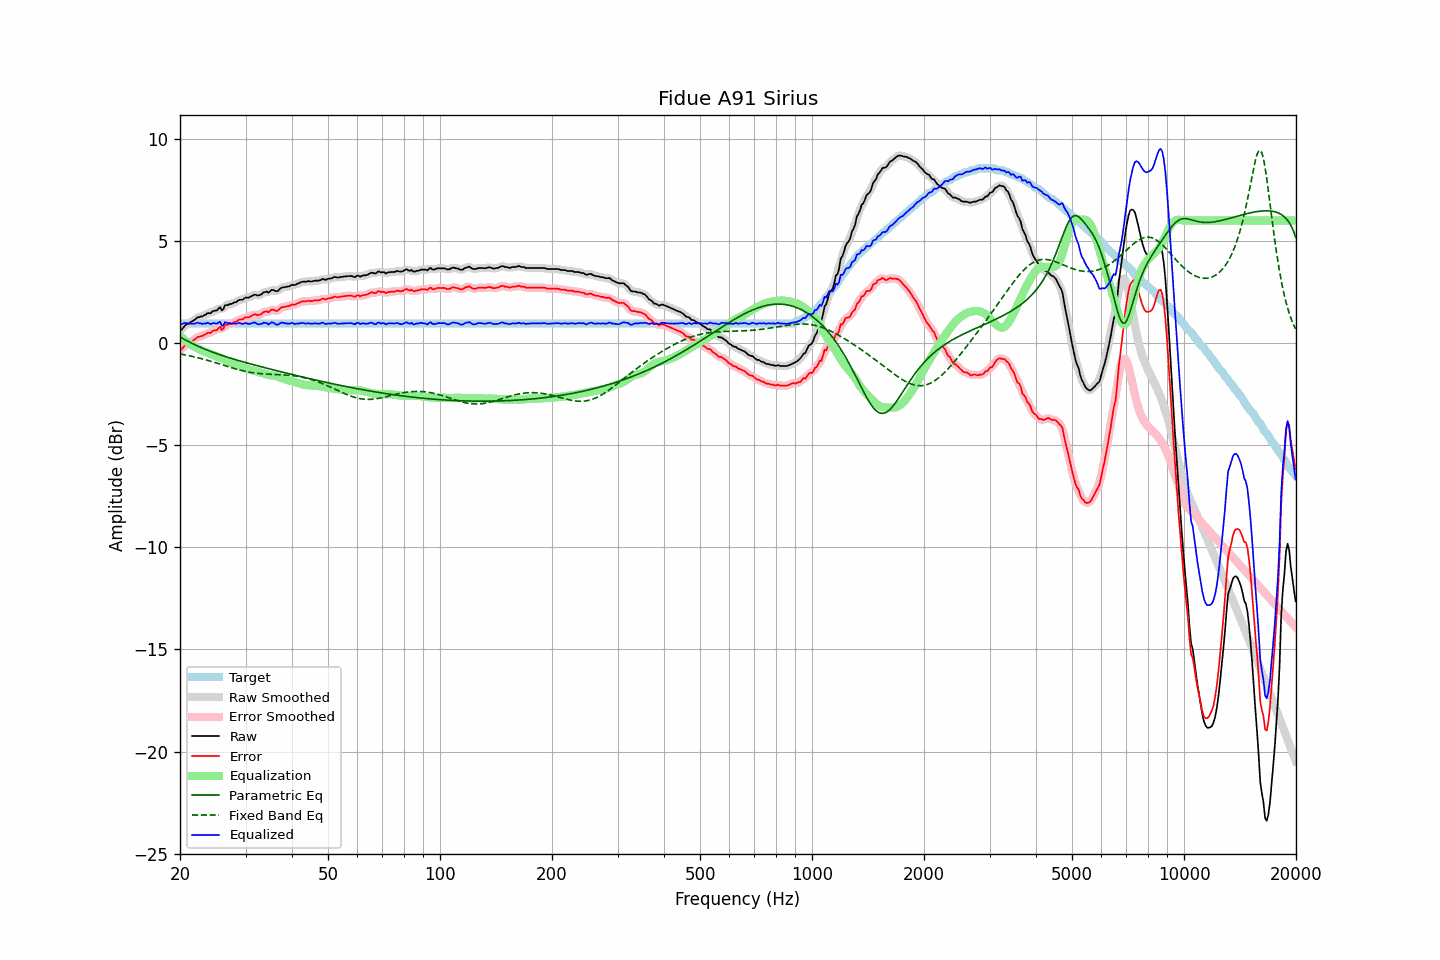 Fidue A91 Sirius
10
5
0
−5
−10
−15
−20
−25
Amplitude (dBr)
Target
Raw Smoothed
Error Smoothed
Raw
Error
Equalization
Parametric Eq
Fixed Band Eq
Equalized
20 50 100 200 500 1000 2000 5000 10000 20000
Frequency (Hz)